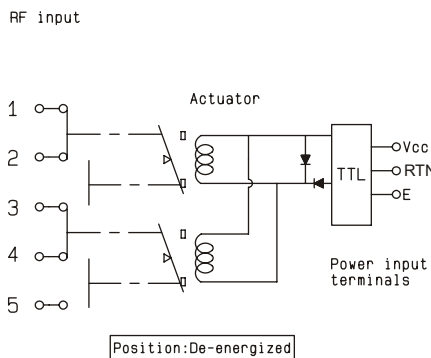 RF input
Actuator
1
2
3
4
5
TTL
Vcc
RTN
E
Power input
terminals
Position:De-energized